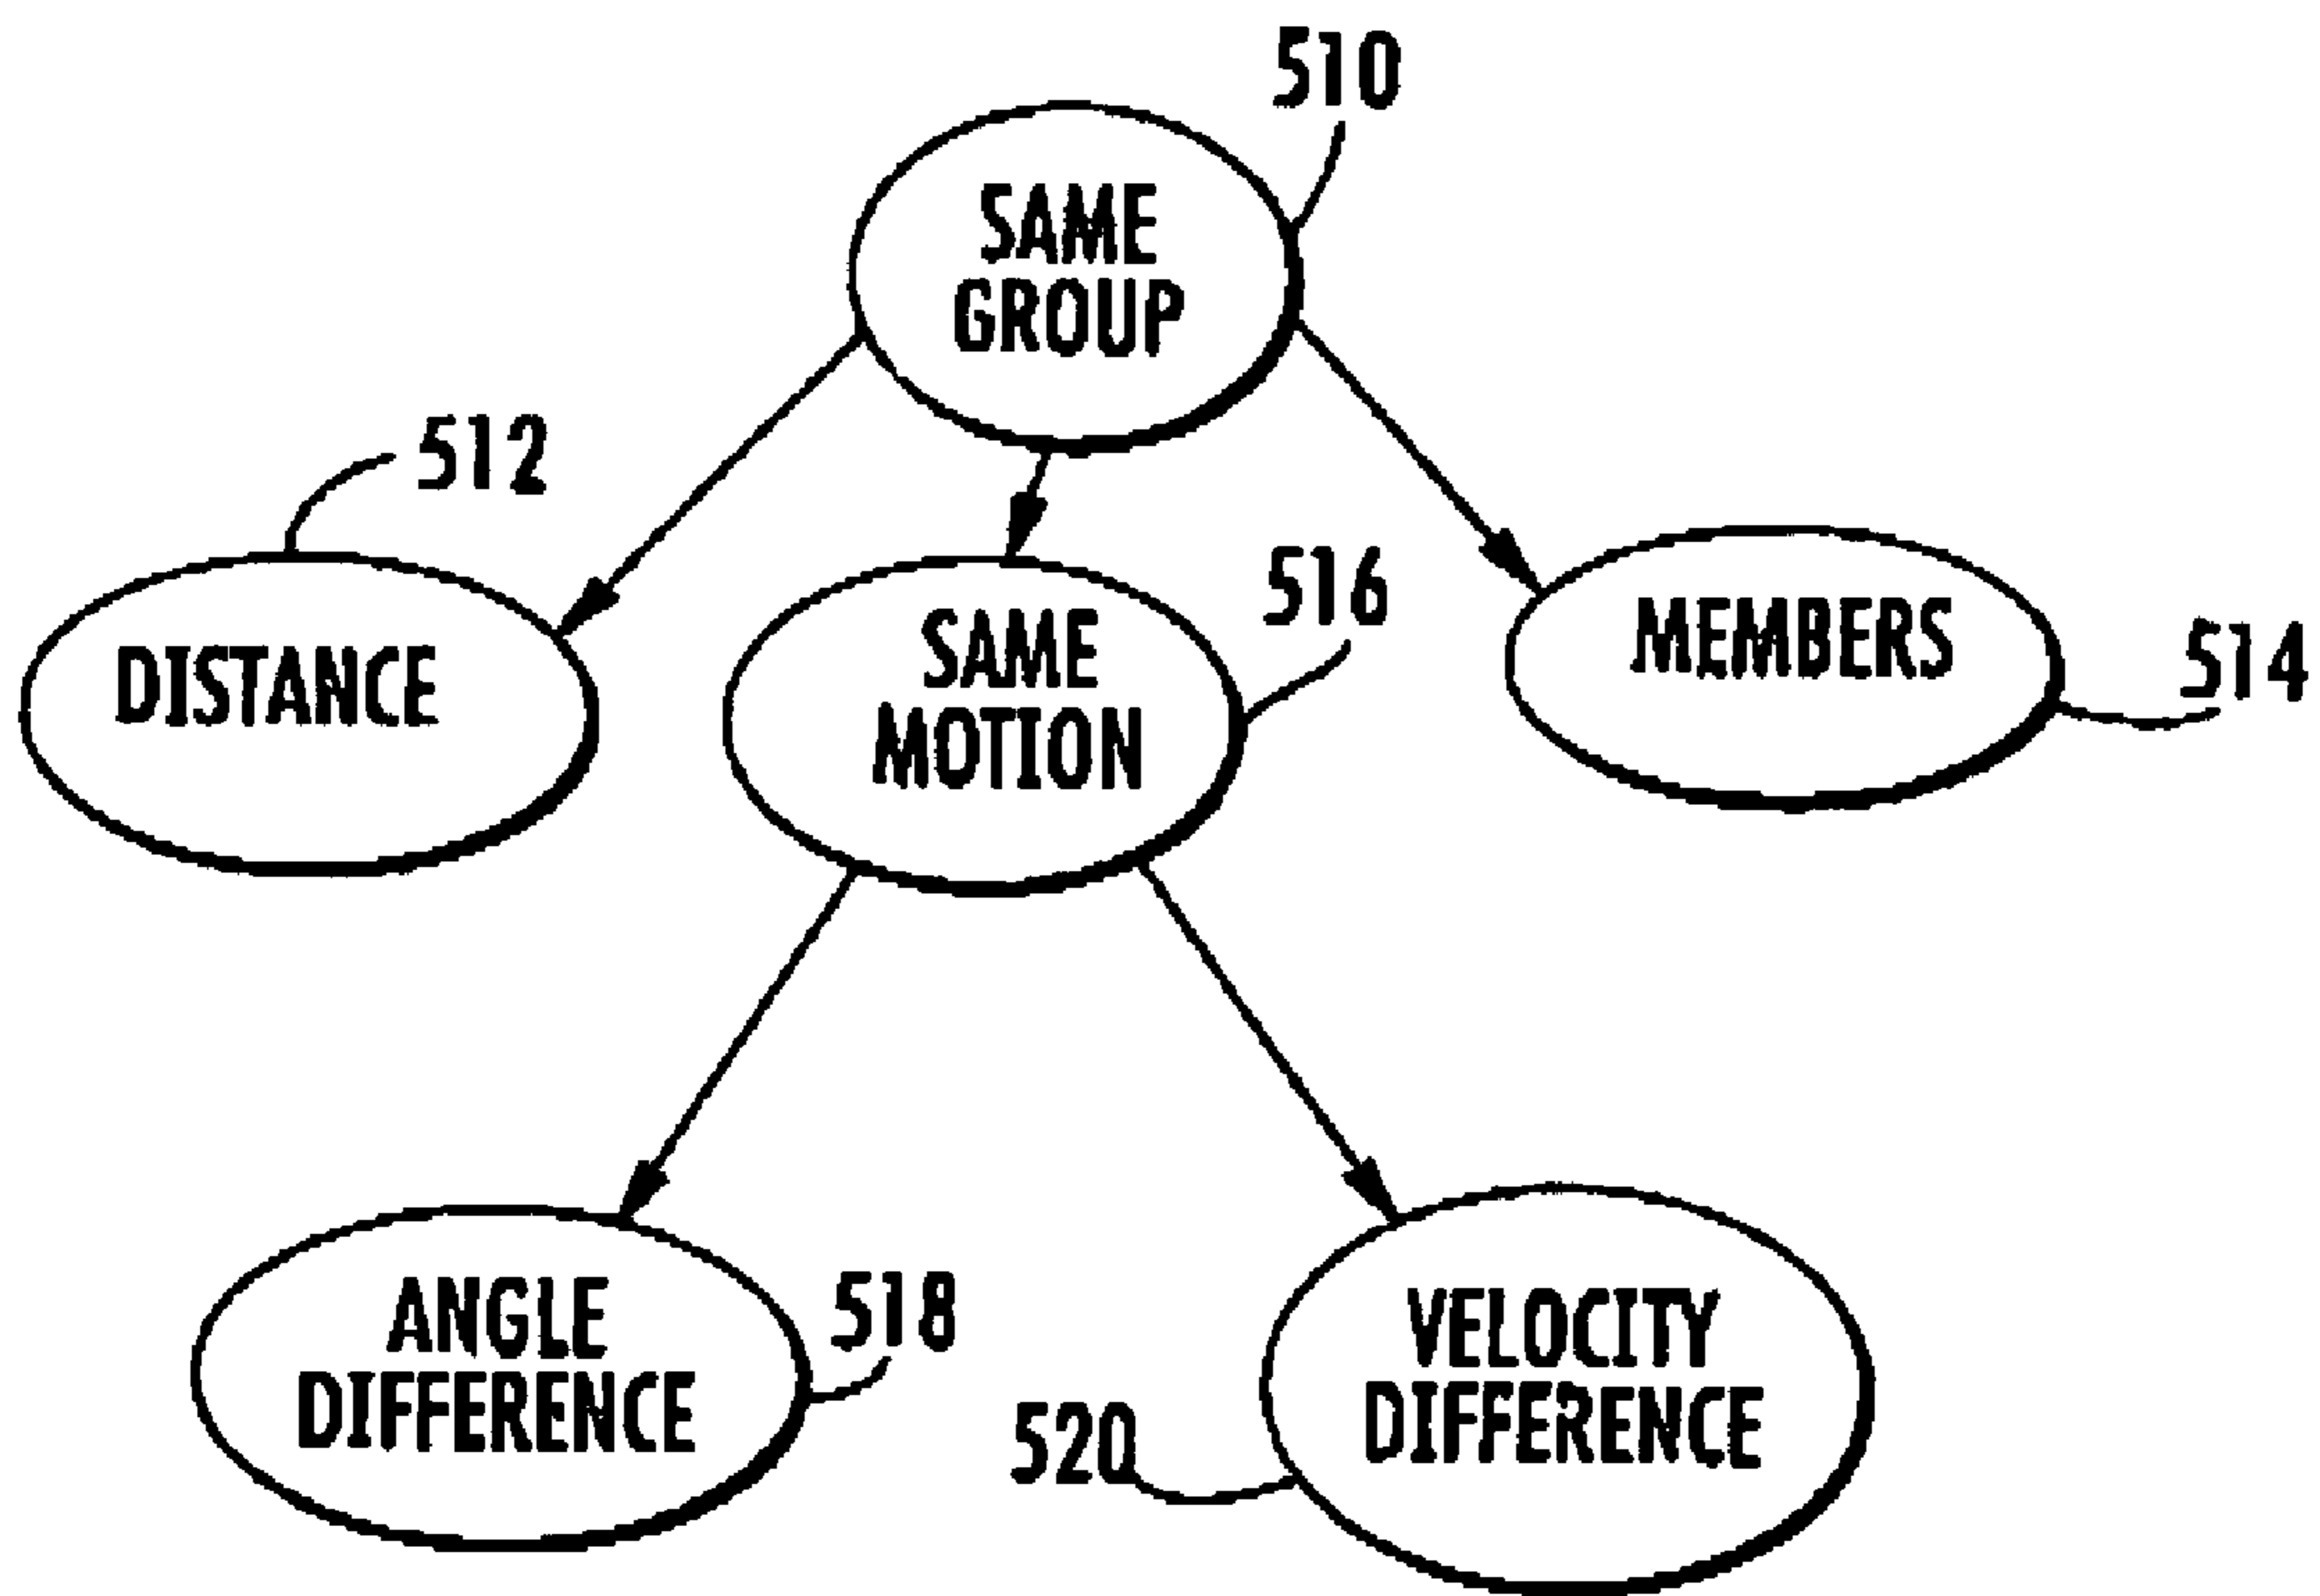 510
SAME
GROUP
512
516
SAME
MOTION
MEMBERS
514
DISTANCE
518
ANGLE
DIFFERENCE
520
VELOCITY
DIFFERENCE